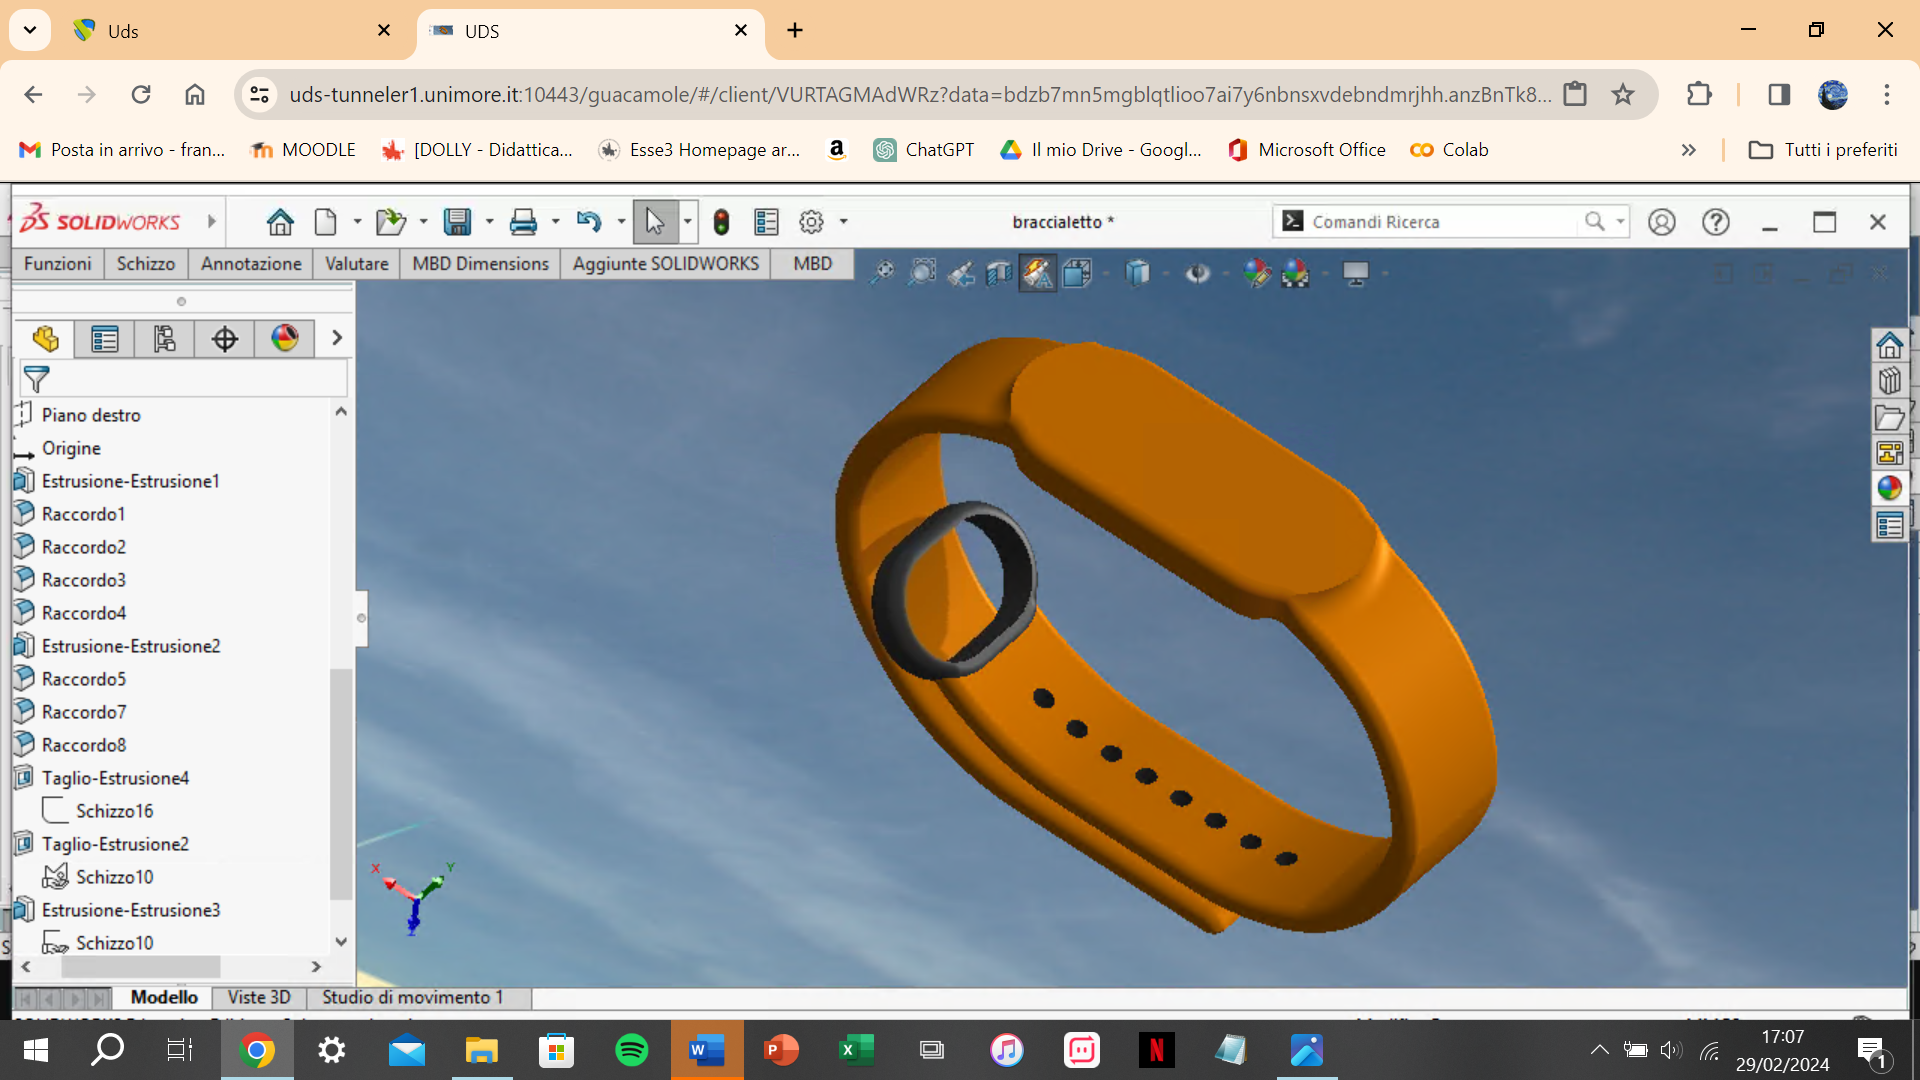 Uds
UDS
uds-tunneler1.unimore.it:10443/guacamole/#/client/VURTAGMAdWRz?data=bdzb7mn5mgblqtlioo7ai7y6nbnsxvdebndmrjhh.anzBnTk8...
Posta in arrivo - fran...
MOODLE
[DOLLY - Didattica...
Esse3 Homepage ar...
ChatGPT
Il mio Drive - Googl...
Microsoft Office
Colab
Tutti i preferiti
SOLIDWORKS
braccialetto *
Comandi Ricerca
Funzioni
Schizzo
Annotazione
Valutare
MBD Dimensions
Aggiunte SOLIDWORKS
MBD
Piano destro
Origine
Estrusione-Estrusione1
Raccordo1
Raccordo2
Raccordo3
Raccordo4
Estrusione-Estrusione2
Raccordo5
Raccordo7
Raccordo8
Taglio-Estrusione4
Schizzo16
Taglio-Estrusione2
Schizzo10
Estrusione-Estrusione3
Schizzo10
X
Y
Z
Modello
Viste 3D
Studio di movimento 1
17:07
29/02/2024
1